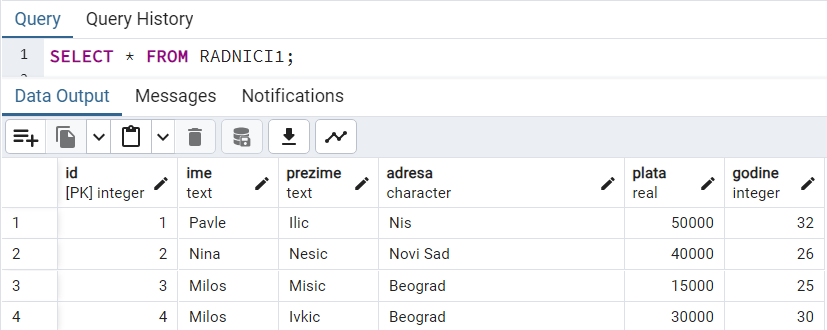 Query Query History
1 SELECT * FROM RADNICI1;
Data Output Messages Notifications
id ime prezime adresa plata godine
[PK] integer text text character real integer
1 1 Pavle Ilic Nis 50000 32
2 2 Nina Nesic Novi Sad 40000 26
3 3 Milos Misic Beograd 15000 25
4 4 Milos Ivkic Beograd 30000 30